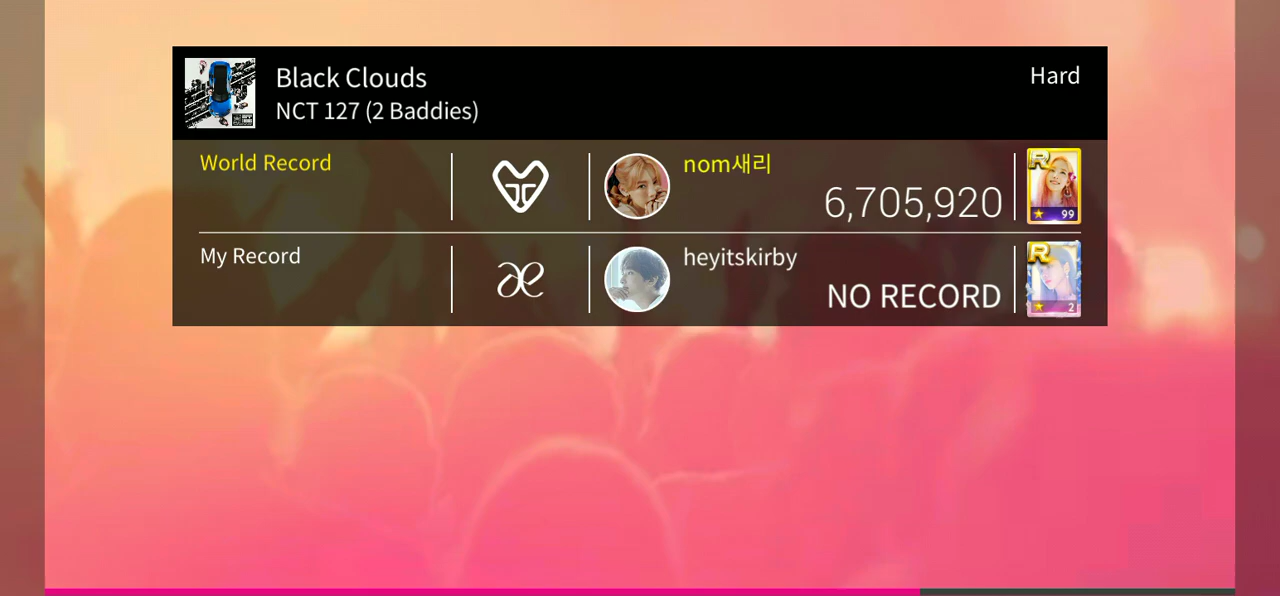 Black Clouds
Hard
NCT 127 (2 Baddies)
World Record
nom새리
6,705,920
R
99
My Record
æ
heyitskirby
NO RECORD
R
2